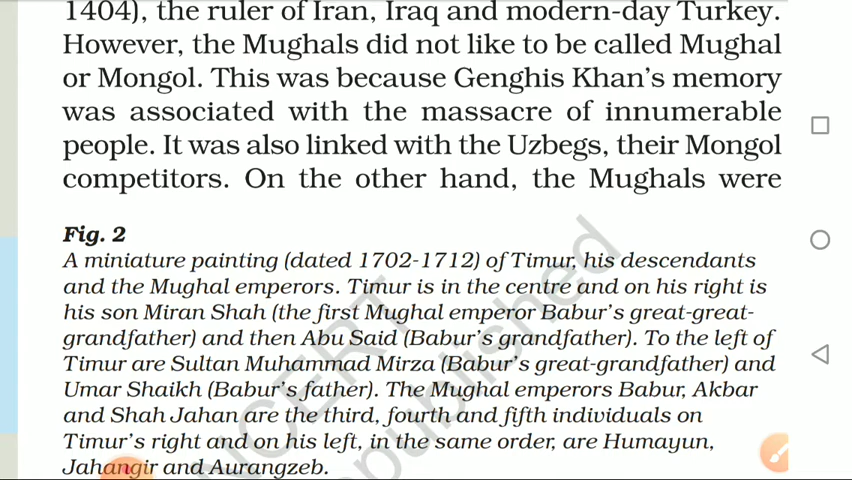 1404), the ruler of Iran, Iraq and modern-day Turkey.
However, the Mughals did not like to be called Mughal
or Mongol. This was because Genghis Khan's memory
was associated with the massacre of innumerable
people. It was also linked with the Uzbegs, their Mongol
competitors. On the other hand, the Mughals were
Fig. 2
A miniature painting (dated 1702-1712) of Timur, his descendants
and the Mughal emperors. Timur is in the centre and on his right is
his son Miran Shah (the first Mughal emperor Babur's great-great-
grandfather) and then Abu Said (Babur's grandfather). To the left of
Timur are Sultan Muhammad Mirza (Babur's great-grandfather) and
Umar Shaikh (Babur's father). The Mughal emperors Babur, Akbar
and Shah Jahan are the third, fourth and fifth individuals on
Timur's right and on his left, in the same order, are Humayun,
Jahangir and Aurangzeb.
NCERT
republished